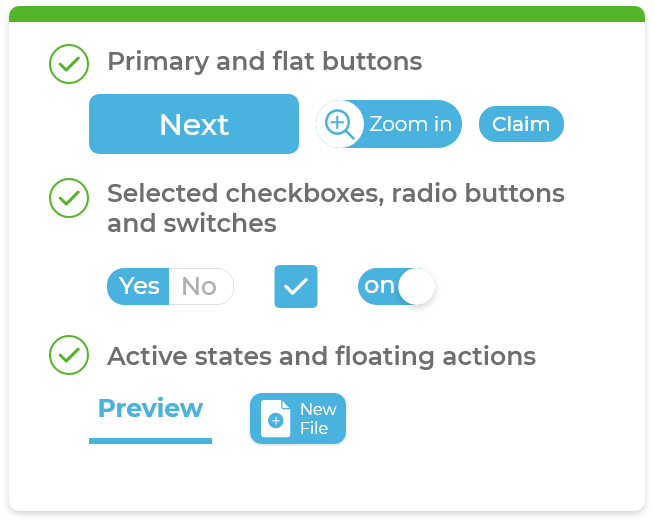 Primary and flat buttons
Next
Zoom in
Claim
Selected checkboxes, radio buttons
and switches
Yes
No
on
Active states and floating actions
Preview
New
File